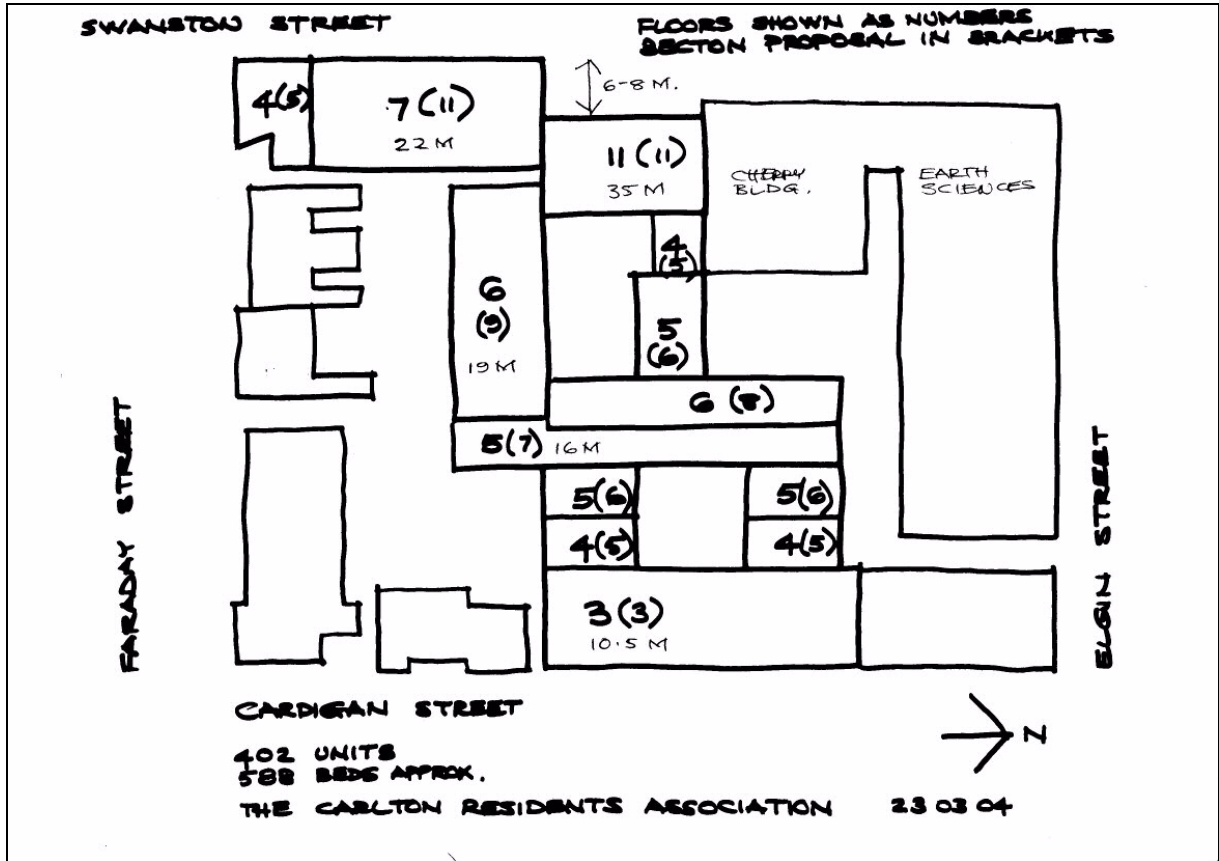 SWANSTON STREET
FLOORS SHOWN AS NUMBERS
BECTON PROPOSAL IN BRACKETS
6-8 M.
4(5)
7(11)
22 M
11(11)
35 M
CHERRY
BLDG.
EARTH
SCIENCES
4
(5)
6
(9)
19 M
5
(6)
6 (8)
5(7) 16 M
5(6)
5(6)
4(5)
4(5)
3(3)
10.5 M
FARADAY STREET
ELGIN STREET
CARDIGAN STREET
N
402 UNITS
588 BEDS APPROX.
THE CARLTON RESIDENTS ASSOCIATION 23 03 04